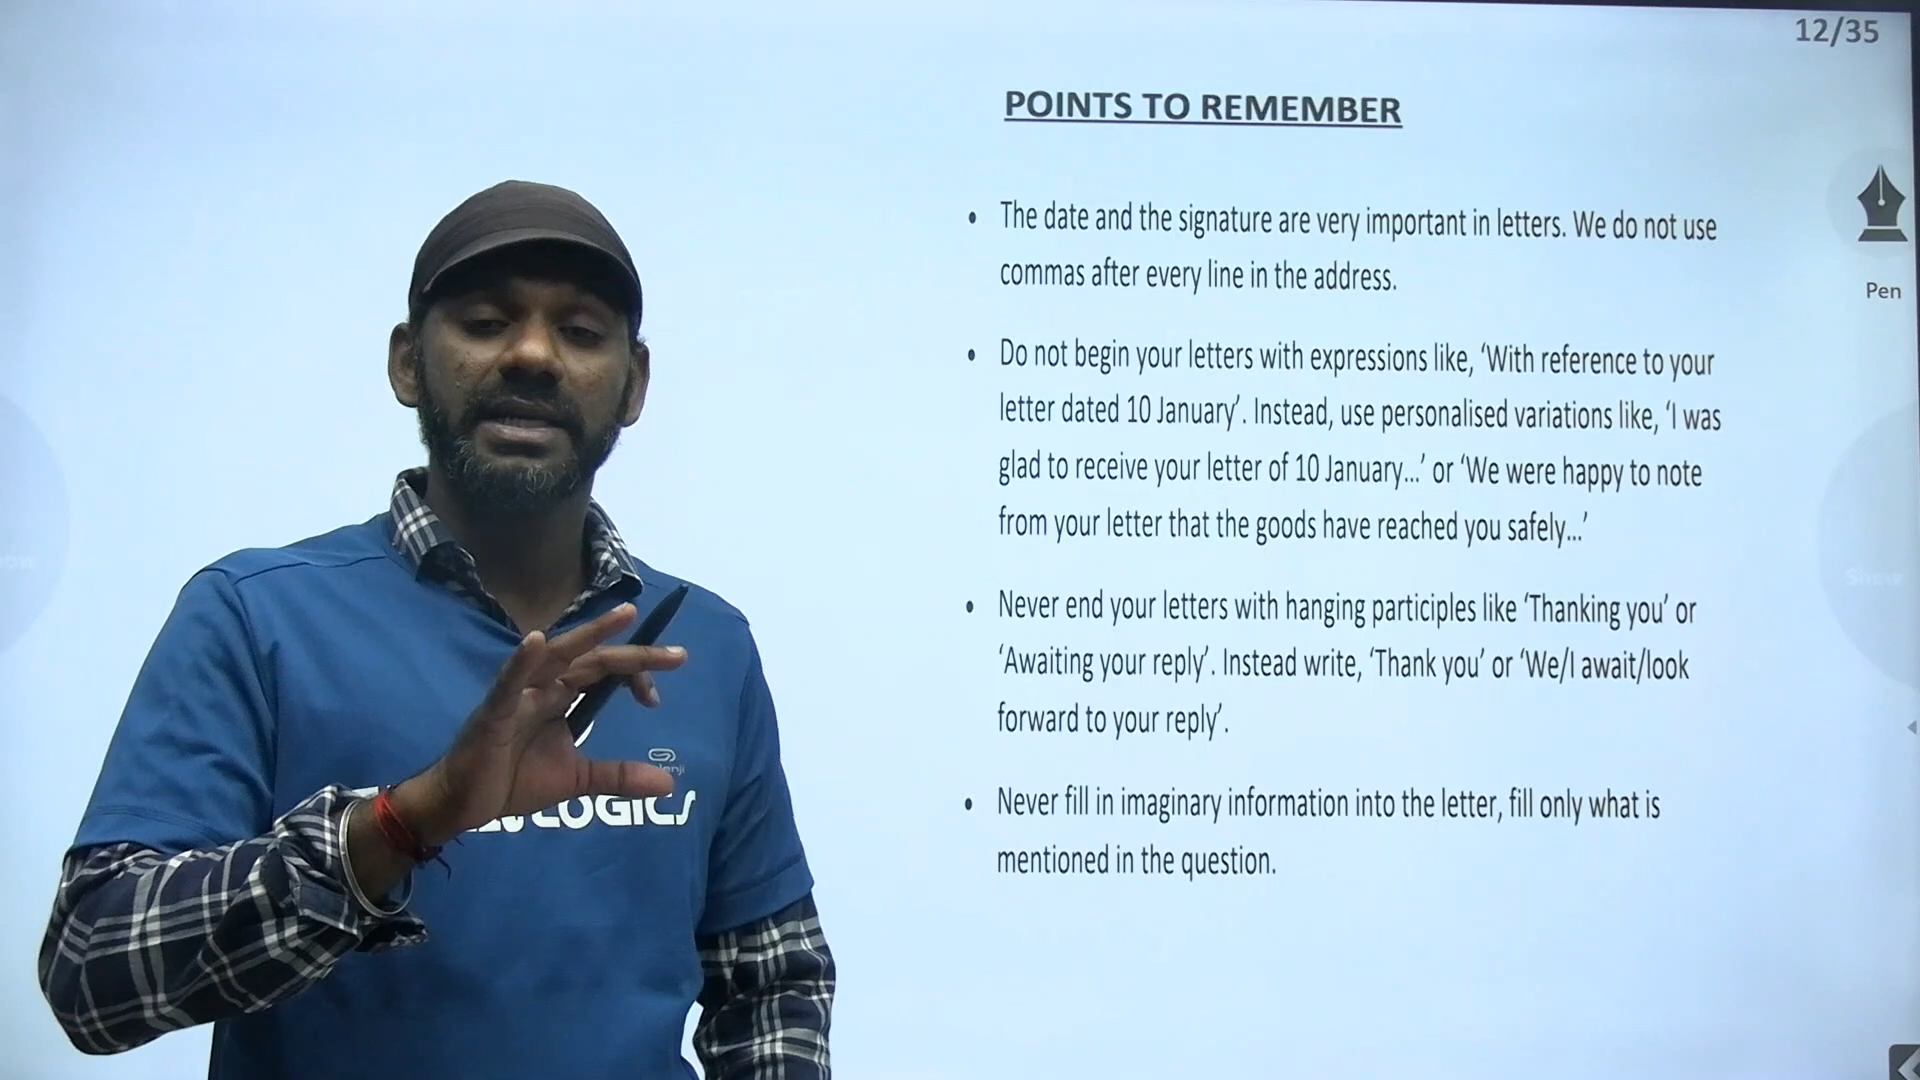 12/35
POINTS TO REMEMBER
• The date and the signature are very important in letters. We do not use
commas after every line in the address.
• Do not begin your letters with expressions like, ‘With reference to your
letter dated 10 January’. Instead, use personalised variations like, ‘I was
glad to receive your letter of 10 January...’ or ‘We were happy to note
from your letter that the goods have reached you safely...’
• Never end your letters with hanging participles like ‘Thanking you’ or
‘Awaiting your reply’. Instead write, ‘Thank you’ or ‘We/I await/look
forward to your reply’.
• Never fill in imaginary information into the letter, fill only what is
mentioned in the question.
Pen
Show
LOGICS